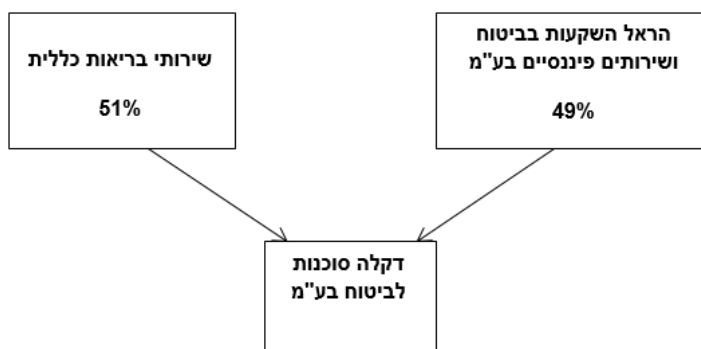 הראל השקעות בביטוח
ושירותים פיננסיים בע"מ
49%
שירותי בריאות כללית
51%
דקלה סוכנות
לביטוח בע"מ